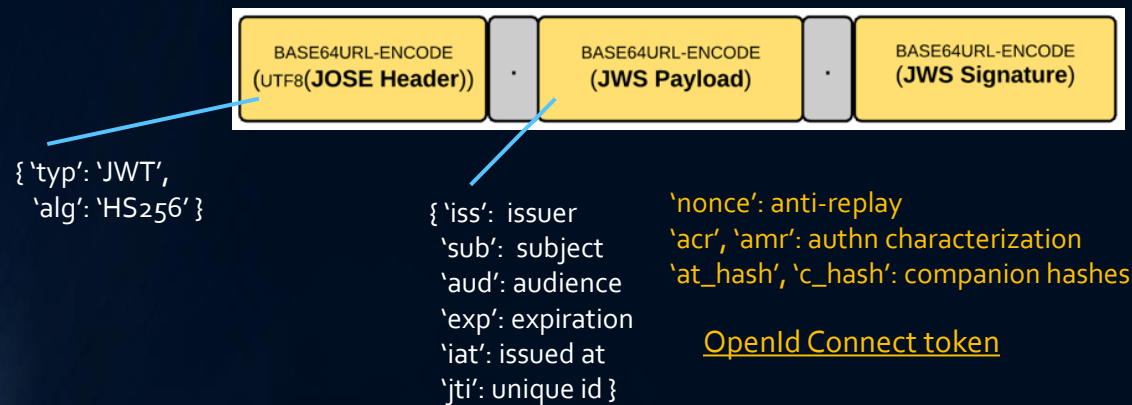 BASE64URL-ENCODE
(UTF8(JOSE Header))
.
BASE64URL-ENCODE
(JWS Payload)
.
BASE64URL-ENCODE
(JWS Signature)
{ ‘typ’: ‘JWT’,
‘alg’: ‘HS256’ }
{ ‘iss’: issuer
‘sub’: subject
‘aud’: audience
‘exp’: expiration
‘iat’: issued at
‘jti’: unique id }
‘nonce’: anti-replay
‘acr’, ‘amr’: authn characterization
‘at_hash’, ‘c_hash’: companion hashes
OpenId Connect token